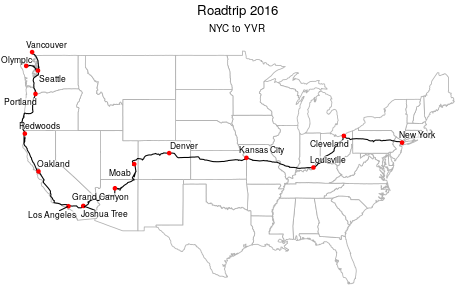 Roadtrip 2016
NYC to YVR
Vancouver
Olympic
Seattle
Portland
Redwoods
Cleveland
New York
Denver
Kansas City
Louisville
Oakland
Moab
Grand Canyon
Los Angeles
Joshua Tree